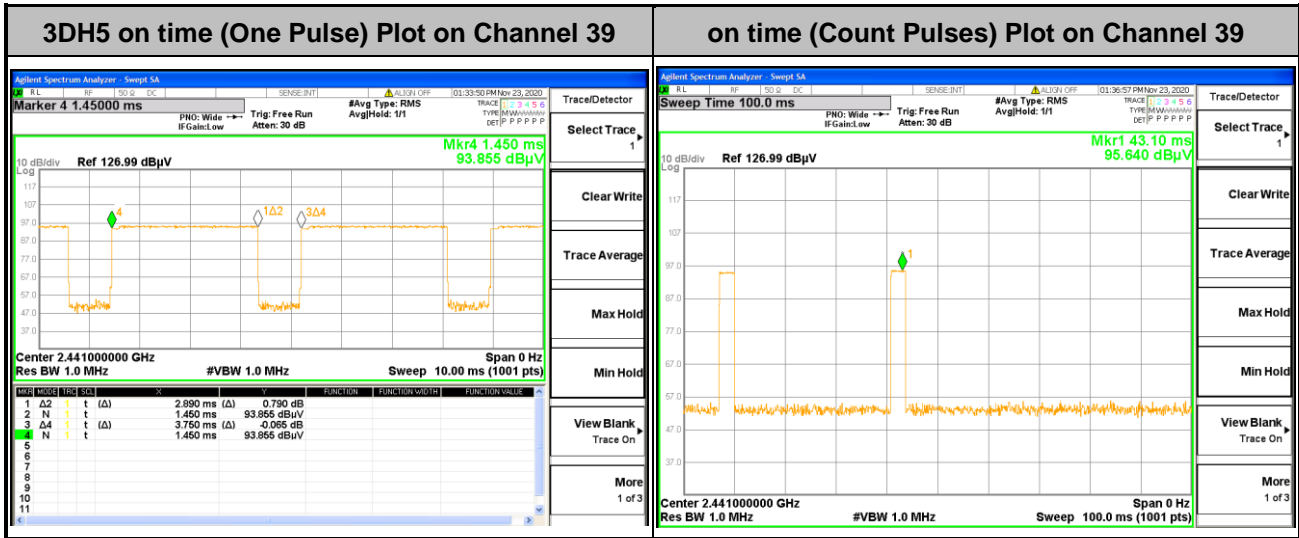 3DH5 on time (One Pulse) Plot on Channel 39
on time (Count Pulses) Plot on Channel 39
Agilent Spectrum Analyzer - Swept SA
RL RF 50 Ω DC SENSE:INT ALIGN OFF 01:33:50 PM Nov 23, 2020
Marker 4 1.45000 ms
PNO: Wide
IFGain:Low
Trig: Free Run
Atten: 30 dB
#Avg Type: RMS
Avg|Hold: 1/1
TRACE 1 2 3 4 5 6
TYPE MWWWWW
DET P P P P P P
Trace/Detector
Select Trace
1
Clear Write
Trace Average
Max Hold
Min Hold
View Blank
Trace On
More
1 of 3
Mkr4 1.450 ms
93.855 dBµV
10 dB/div Ref 126.99 dBµV
Log
117
107
97.0
87.0
77.0
67.0
57.0
47.0
37.0
4
1Δ2
3Δ4
Center 2.441000000 GHz Span 0 Hz
Res BW 1.0 MHz #VBW 1.0 MHz Sweep 10.00 ms (1001 pts)
MKR MODE TRC SCL X Y FUNCTION FUNCTION WIDTH FUNCTION VALUE
1 Δ2 1 t (Δ) 2.890 ms (Δ) 0.790 dB
2 N 1 t 1.450 ms 93.855 dBµV
3 Δ4 1 t (Δ) 3.750 ms (Δ) -0.065 dB
4 N 1 t 1.450 ms 93.855 dBµV
5
6
7
8
9
10
11
Agilent Spectrum Analyzer - Swept SA
RL RF 50 Ω DC SENSE:INT ALIGN OFF 01:36:57 PM Nov 23, 2020
Sweep Time 100.0 ms
PNO: Wide
IFGain:Low
Trig: Free Run
Atten: 30 dB
#Avg Type: RMS
Avg|Hold: 1/1
TRACE 1 2 3 4 5 6
TYPE MWWWWW
DET P P P P P P
Trace/Detector
Select Trace
1
Clear Write
Trace Average
Max Hold
Min Hold
View Blank
Trace On
More
1 of 3
Mkr1 43.10 ms
95.640 dBµV
10 dB/div Ref 126.99 dBµV
Log
117
107
97.0
87.0
77.0
67.0
57.0
47.0
37.0
1
Center 2.441000000 GHz Span 0 Hz
Res BW 1.0 MHz #VBW 1.0 MHz Sweep 100.0 ms (1001 pts)